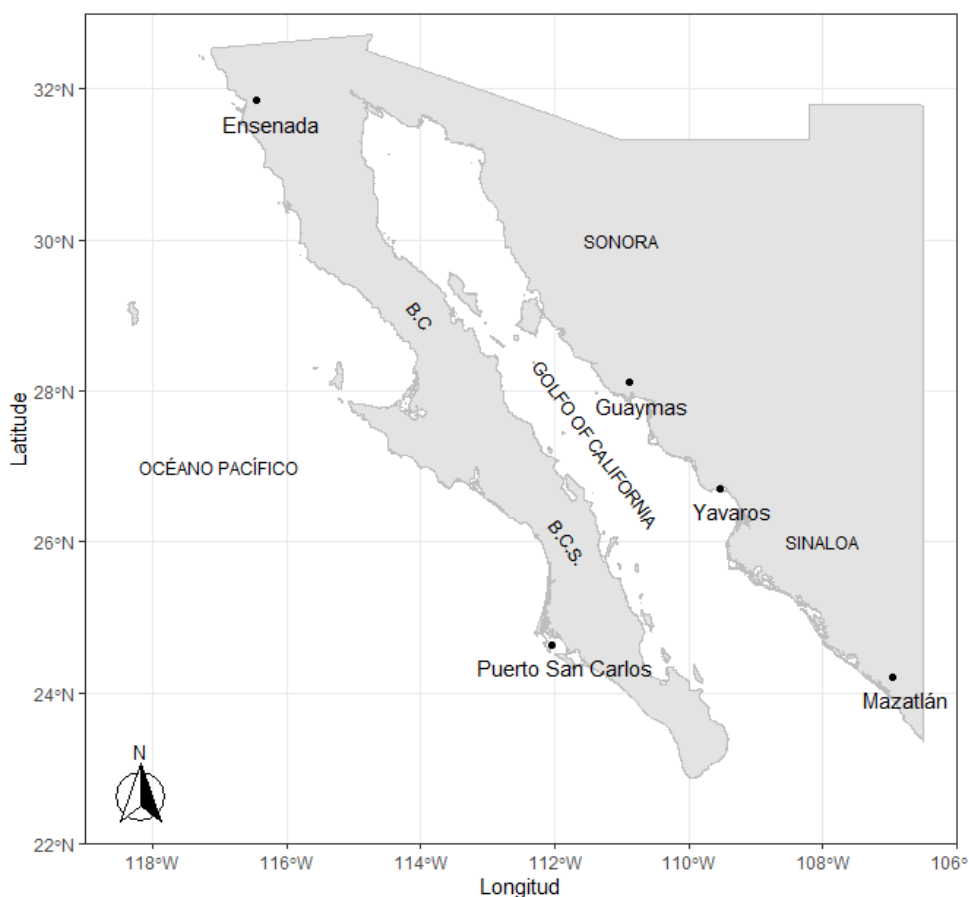 32°N
Ensenada
SONORA
30°N
B.C
GOLFO OF CALIFORNIA
28°N
Guaymas
Latitude
OCÉANO PACÍFICO
Yavaros
B.C.S.
SINALOA
26°N
Puerto San Carlos
24°N
Mazatlán
N
22°N
118°W 116°W 114°W 112°W 110°W 108°W 106°
Longitud